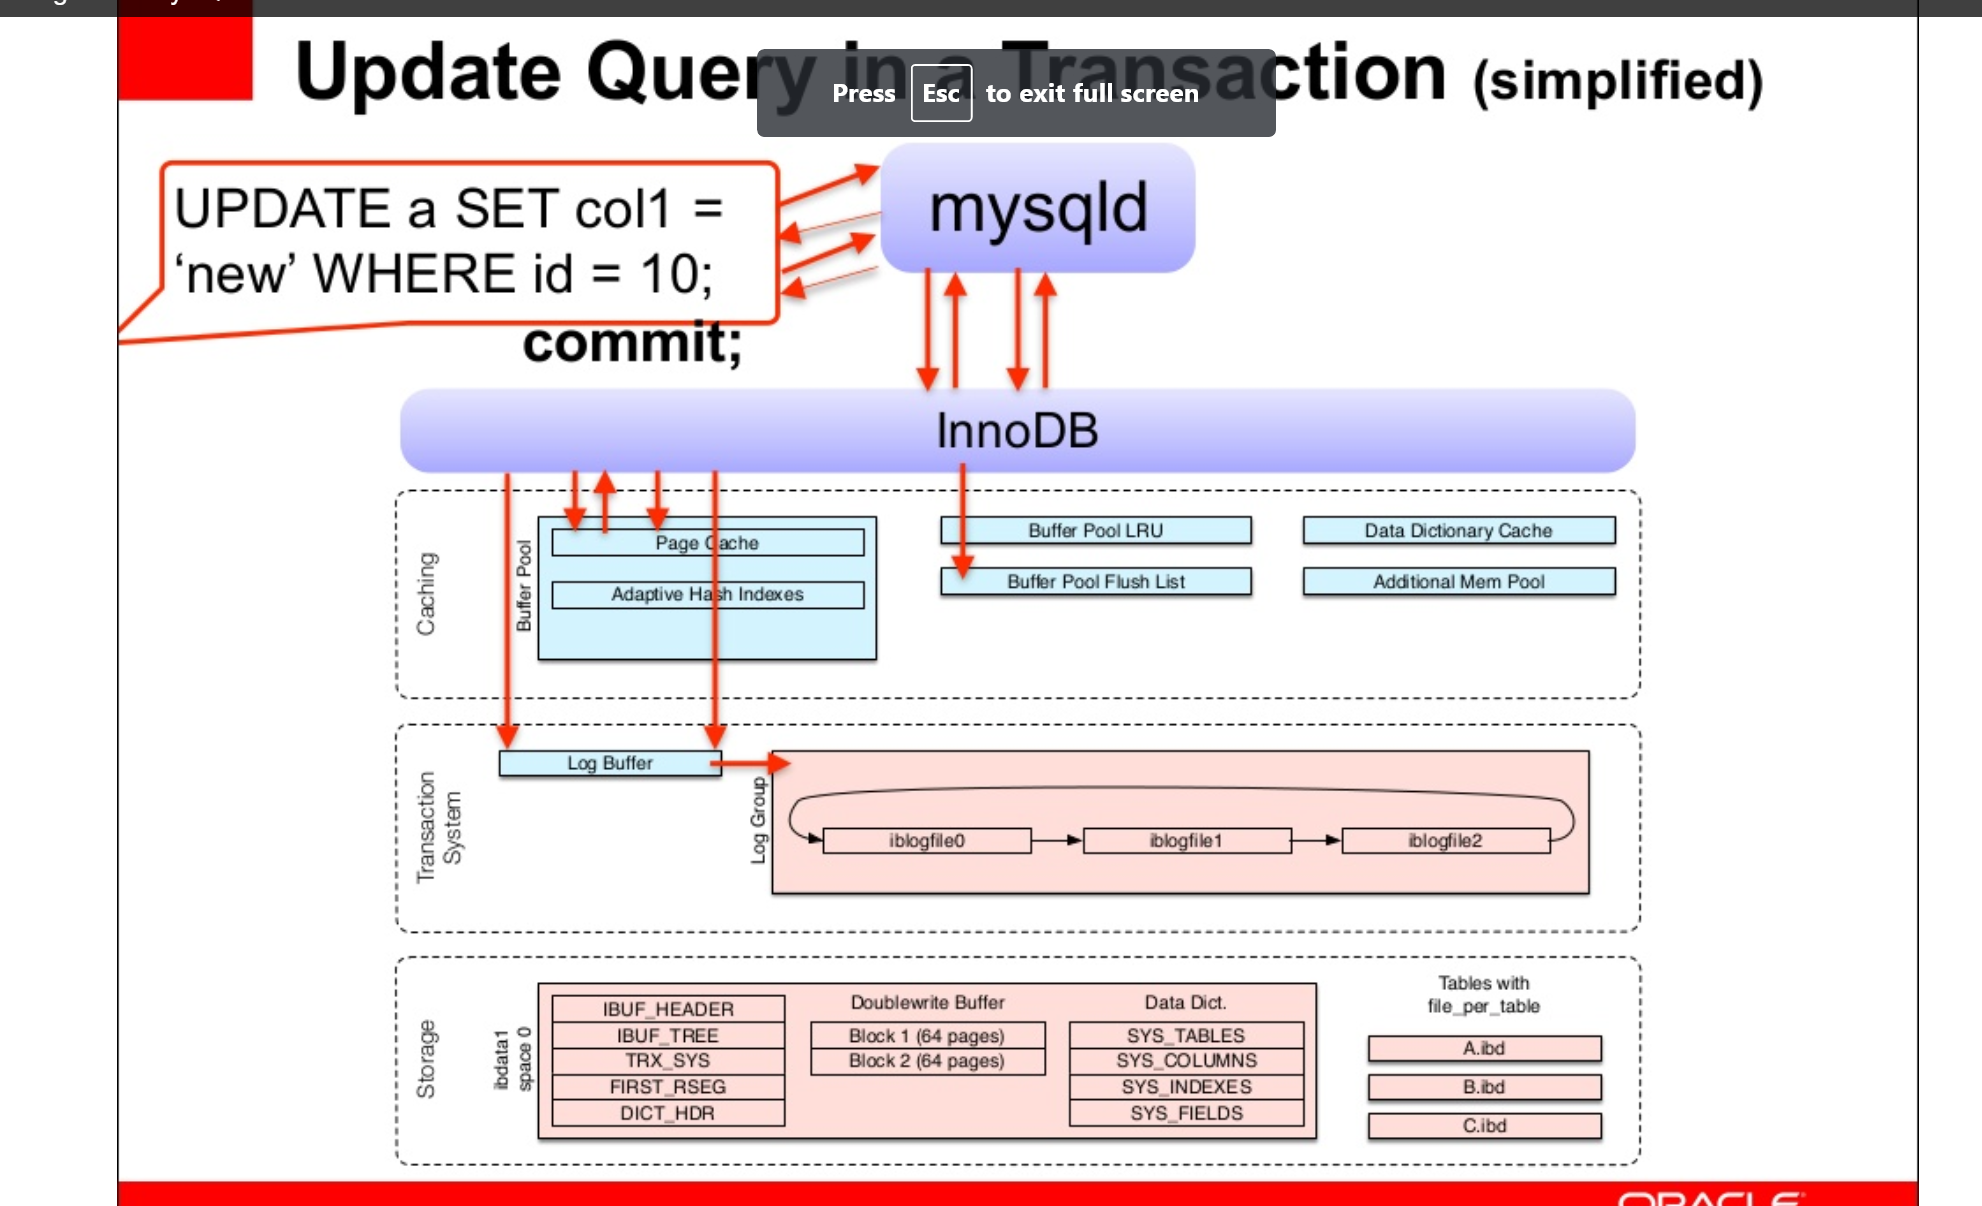 Update Query in a Transaction (simplified)
Press Esc to exit full screen
UPDATE a SET col1 =
‘new’ WHERE id = 10;
commit;
mysqld
InnoDB
Caching
Buffer Pool
Page Cache
Adaptive Hash Indexes
Buffer Pool LRU
Buffer Pool Flush List
Data Dictionary Cache
Additional Mem Pool
Transaction
System
Log Buffer
Log Group
iblogfile0
iblogfile1
iblogfile2
Storage
ibdata1
space 0
IBUF_HEADER
IBUF_TREE
TRX_SYS
FIRST_RSEG
DICT_HDR
Doublewrite Buffer
Block 1 (64 pages)
Block 2 (64 pages)
Data Dict.
SYS_TABLES
SYS_COLUMNS
SYS_INDEXES
SYS_FIELDS
Tables with
file_per_table
A.ibd
B.ibd
C.ibd
ORACLE